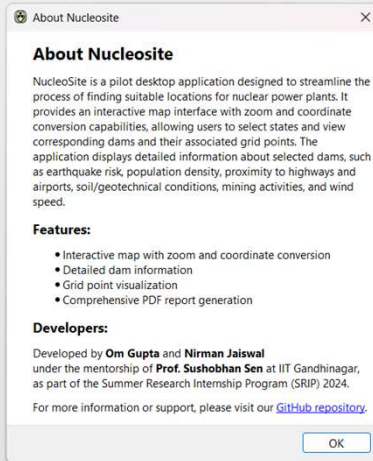 About Nucleosite
About Nucleosite
NucleoSite is a pilot desktop application designed to streamline the
process of finding suitable locations for nuclear power plants. It
provides an interactive map interface with zoom and coordinate
conversion capabilities, allowing users to select states and view
corresponding dams and their associated grid points. The
application displays detailed information about selected dams, such
as earthquake risk, population density, proximity to highways and
airports, soil/geotechnical conditions, mining activities, and wind
speed.
Features:
• Interactive map with zoom and coordinate conversion
• Detailed dam information
• Grid point visualization
• Comprehensive PDF report generation
Developers:
Developed by Om Gupta and Nirman Jaiswal
under the mentorship of Prof. Sushobhan Sen at IIT Gandhinagar,
as part of the Summer Research Internship Program (SRIP) 2024.
For more information or support, please visit our GitHub repository.
OK